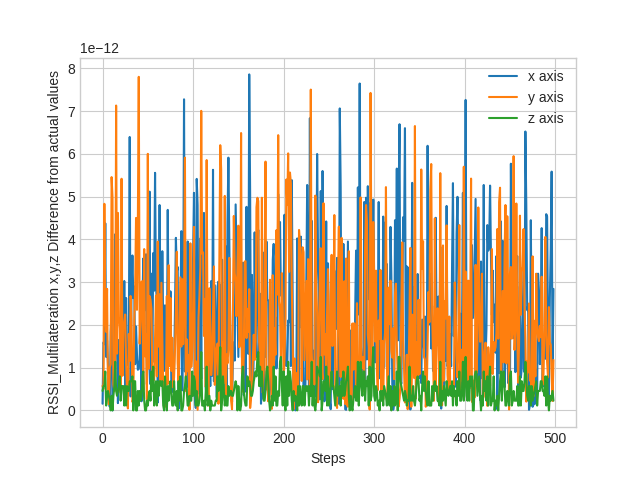 1e−12
8
7
6
5
4
3
2
1
0
RSSI_Multilateration x,y,z Difference from actual values
x axis
y axis
z axis
0 100 200 300 400 500
Steps